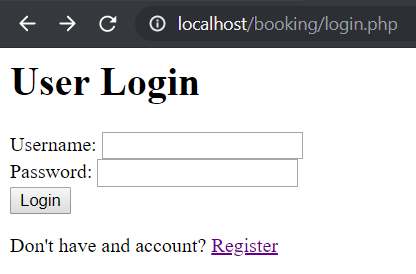 localhost/booking/login.php
User Login
Username:
Password:
Login
Don't have and account? Register